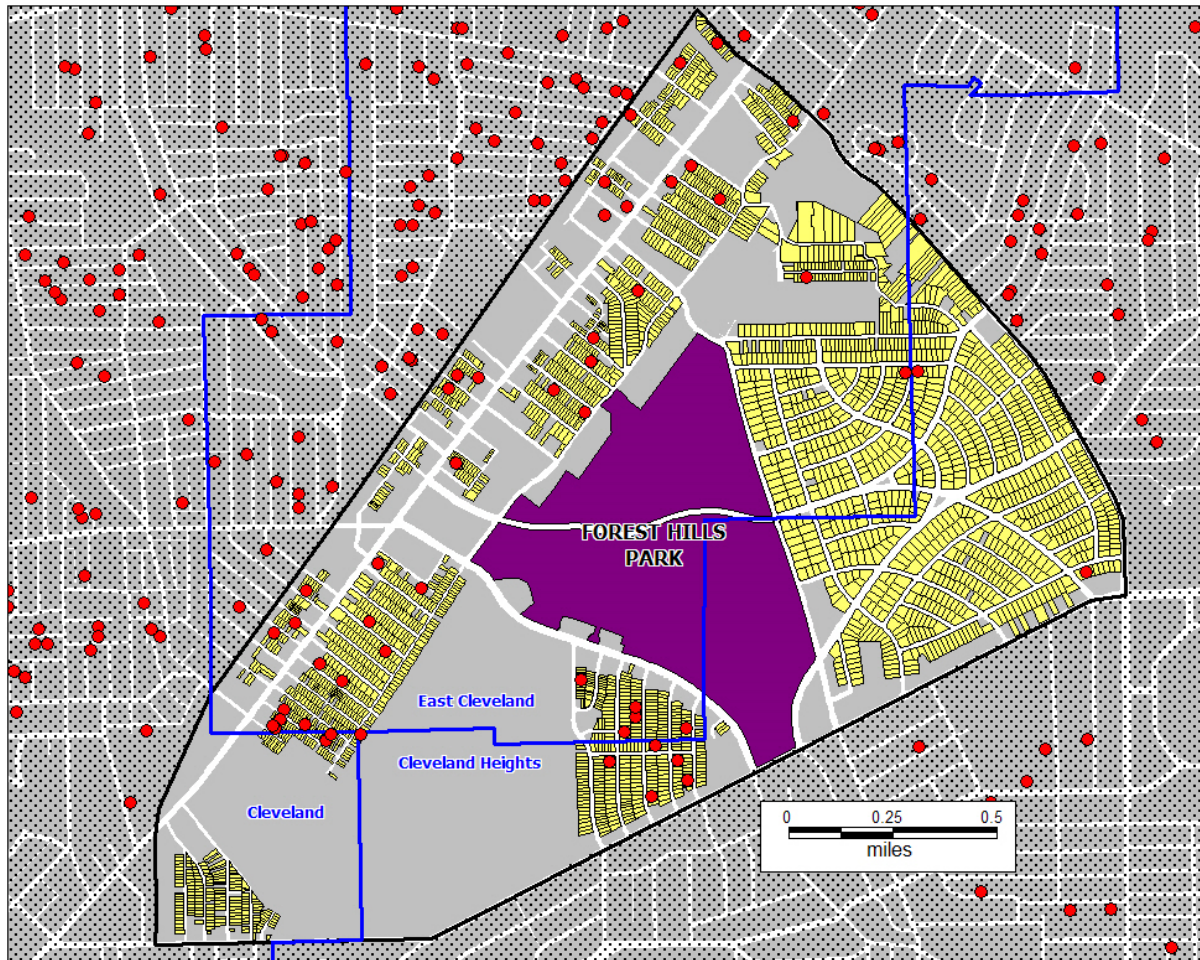 FOREST HILLS
PARK
East Cleveland
Cleveland Heights
Cleveland
0 0.25 0.5
miles